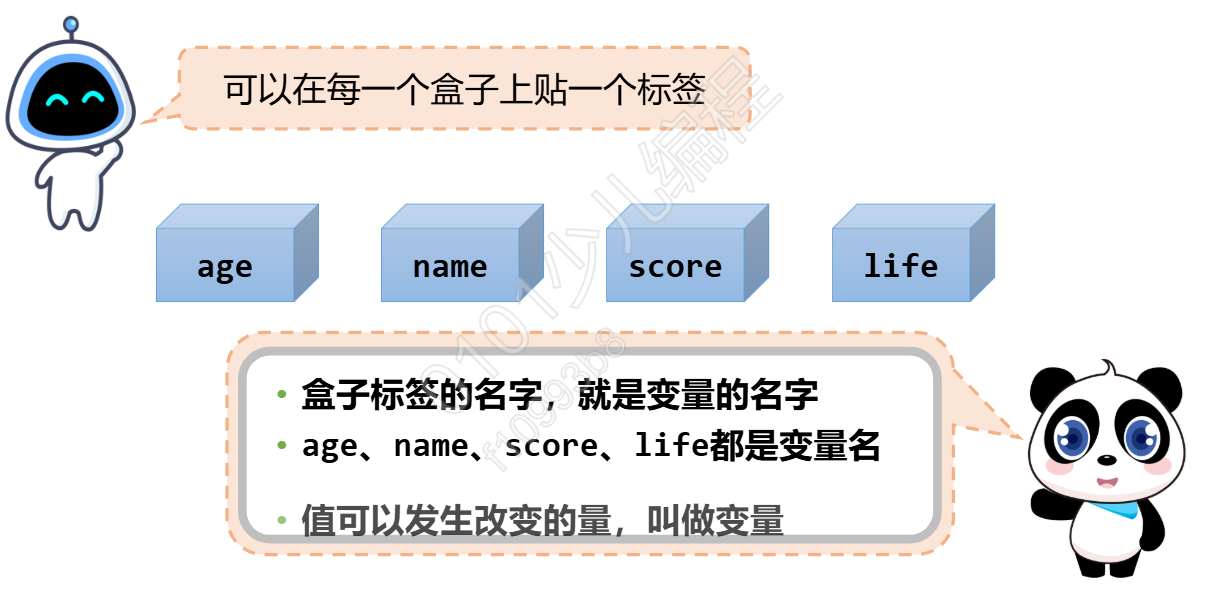 可以在每一个盒子上贴一个标签
age
name
score
life
盒子标签的名字，就是变量的名字
age、name、score、life都是变量名
值可以发生改变的量，叫做变量
0101少儿编程
f10993b8